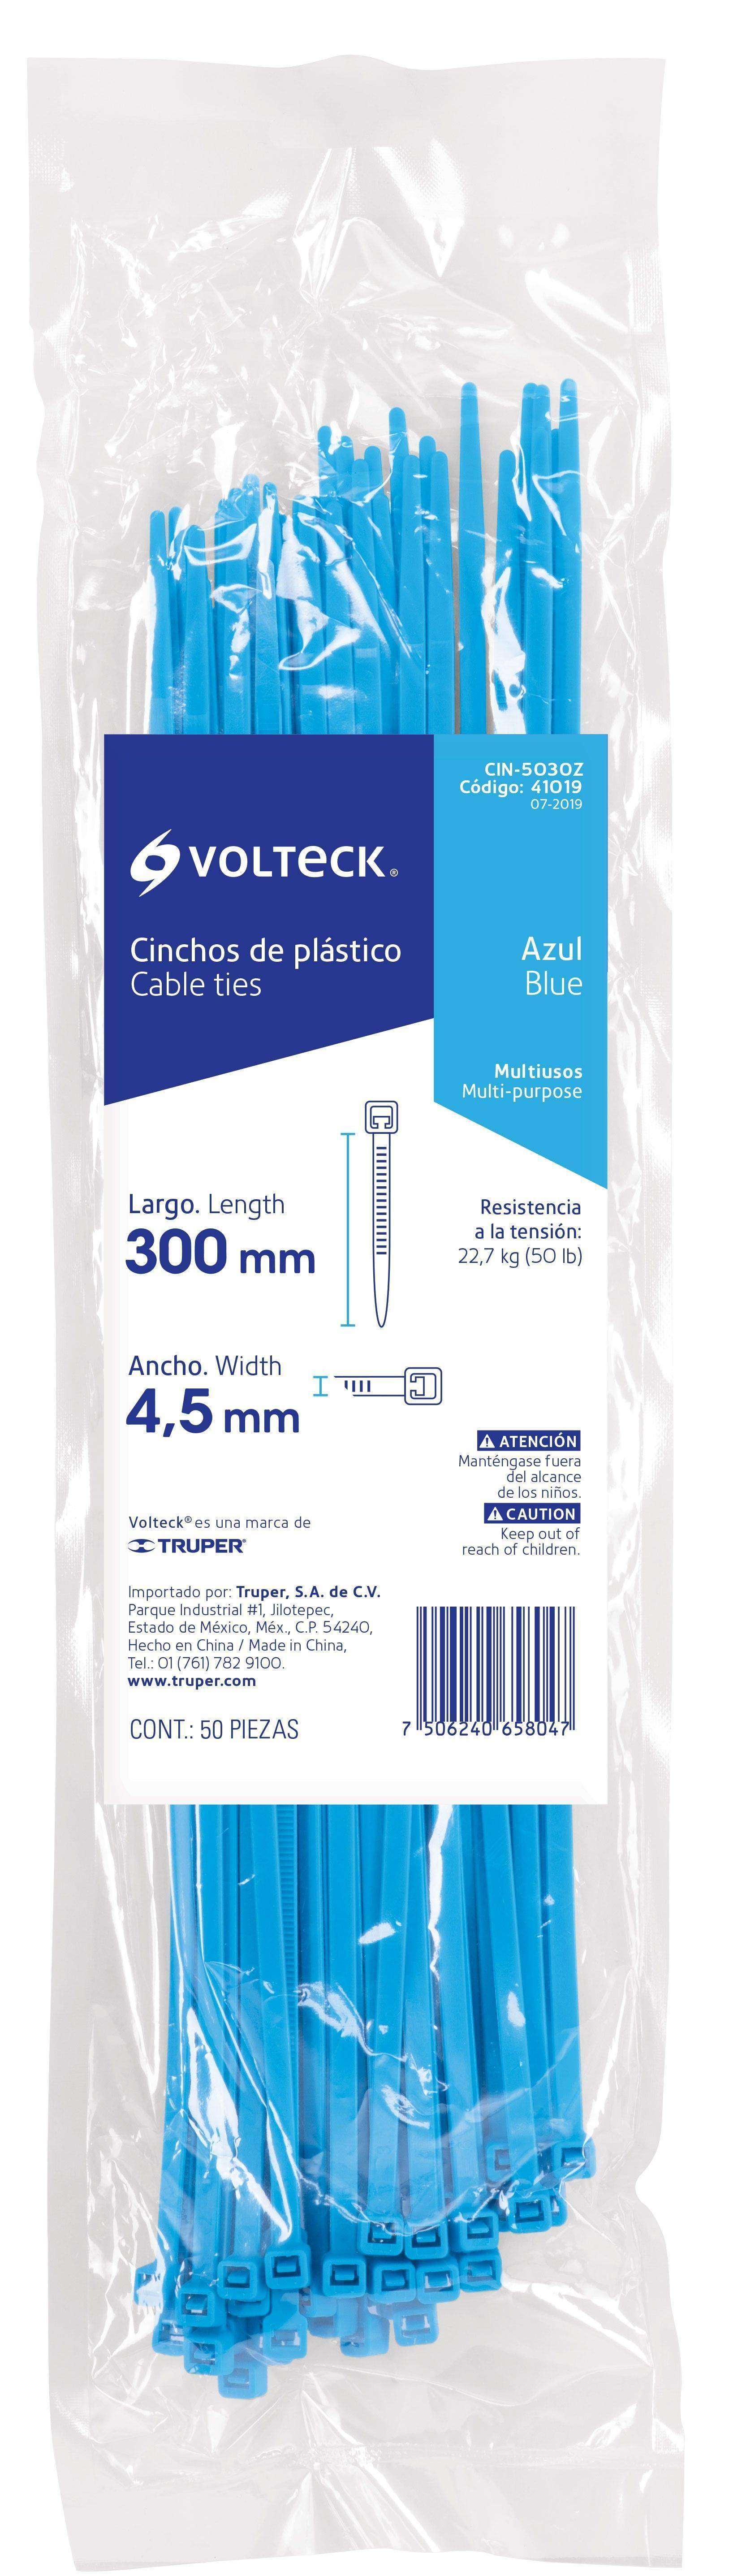 CIN-5030Z
Código: 41019
07-2019
VOLTECK®
Cinchos de plástico
Cable ties
Azul
Blue
Multiusos
Multi-purpose
Largo. Length
300 mm
Resistencia
a la tensión:
22,7 kg (50 lb)
Ancho. Width
4,5 mm
ATENCIÓN
Manténgase fuera
del alcance
de los niños.
CAUTION
Keep out of
reach of children.
Volteck® es una marca de
TRUPER®
Importado por: Truper, S.A. de C.V.
Parque Industrial #1, Jilotepec,
Estado de México, Méx., C.P. 54240,
Hecho en China / Made in China,
Tel.: 01 (761) 782 9100.
www.truper.com
CONT.: 50 PIEZAS
7 506240 658047